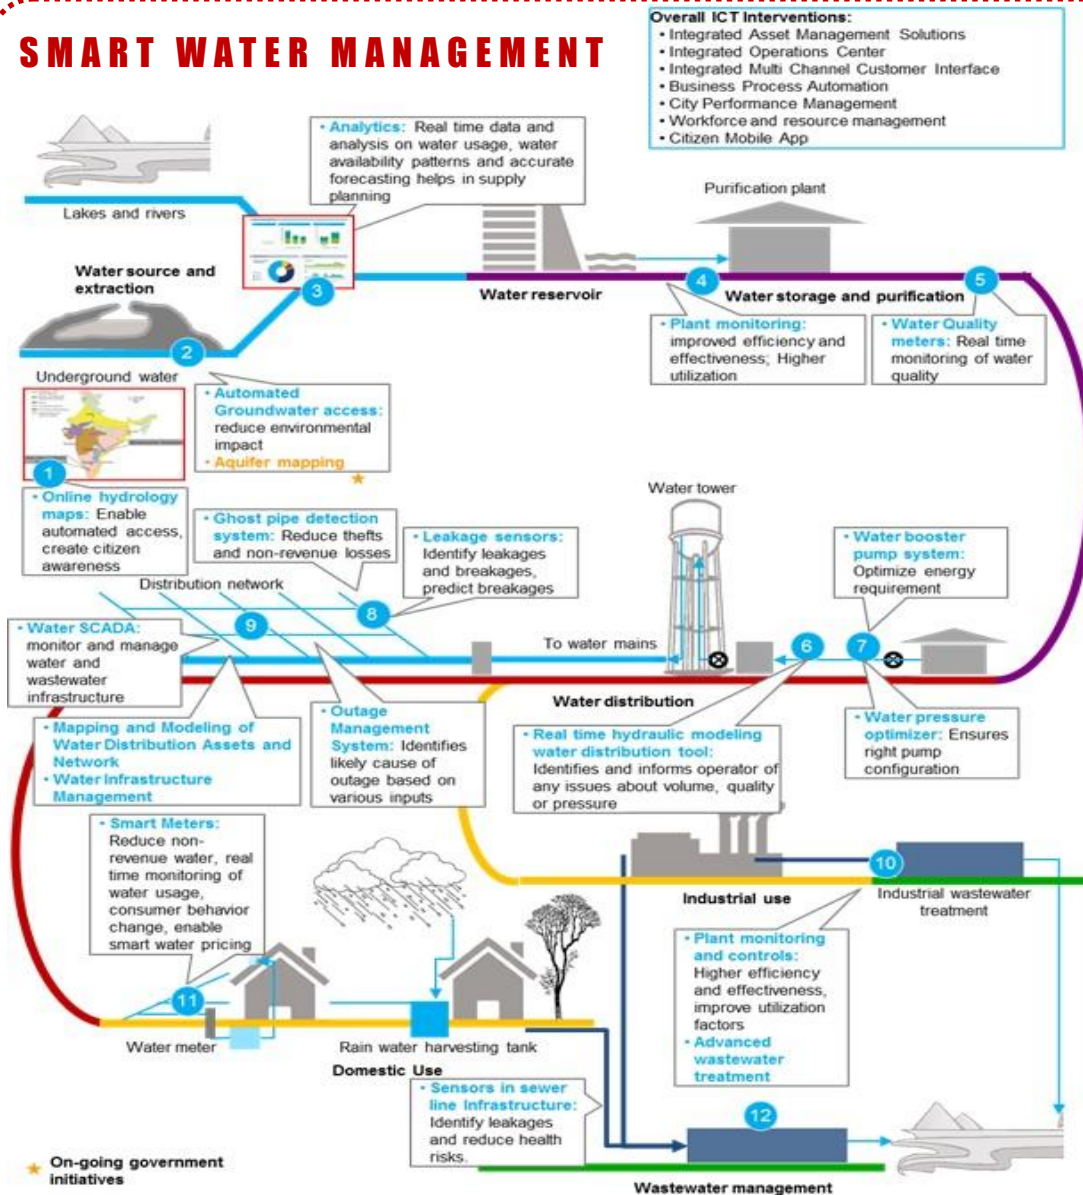 SMART WATER MANAGEMENT
Overall ICT Interventions:
• Integrated Asset Management Solutions
• Integrated Operations Center
• Integrated Multi Channel Customer Interface
• Business Process Automation
• City Performance Management
• Workforce and resource management
• Citizen Mobile App
• Analytics: Real time data and
analysis on water usage, water
availability patterns and accurate
forecasting helps in supply
planning
Lakes and rivers
Purification plant
Water source and
extraction
3
Water reservoir
4
Water storage and purification
5
• Plant monitoring:
improved efficiency and
effectiveness; Higher
utilization
• Water Quality
meters: Real time
monitoring of water
quality
2
Underground water
• Automated
Groundwater access:
reduce environmental
impact
• Aquifer mapping
1
• Online hydrology
maps: Enable
automated access,
create citizen
awareness
• Ghost pipe detection
system: Reduce thefts
and non-revenue losses
• Leakage sensors:
Identify leakages
and breakages,
predict breakages
Water tower
• Water booster
pump system:
Optimize energy
requirement
Distribution network
8
9
• Water SCADA:
monitor and manage
water and
wastewater
infrastructure
To water mains
6
7
Water distribution
• Mapping and Modeling of
Water Distribution Assets and
Network
• Water Infrastructure
Management
• Outage
Management
System: Identifies
likely cause of
outage based on
various inputs
• Real time hydraulic modeling
water distribution tool:
Identifies and informs operator of
any issues about volume, quality
or pressure
• Water pressure
optimizer: Ensures
right pump
configuration
• Smart Meters:
Reduce non-
revenue water, real
time monitoring of
water usage,
consumer behavior
change, enable
smart water pricing
10
Industrial use
Industrial wastewater
treatment
• Plant monitoring
and controls:
Higher efficiency
and effectiveness,
improve utilization
factors
• Advanced
wastewater
treatment
11
Water meter
Rain water harvesting tank
Domestic Use
• Sensors in sewer
line Infrastructure:
Identify leakages
and reduce health
risks.
12
Wastewater management
On-going government
initiatives